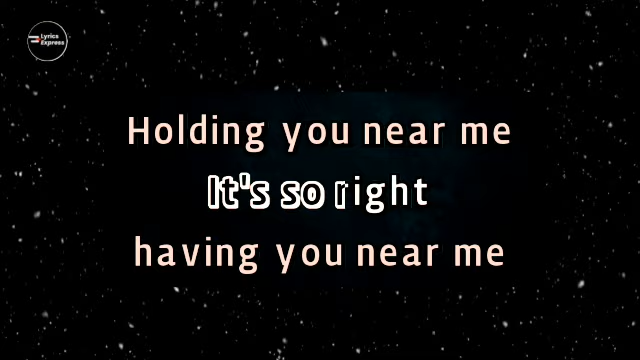 Lyrics
Express
Holding you near me
It's so right
having you near me